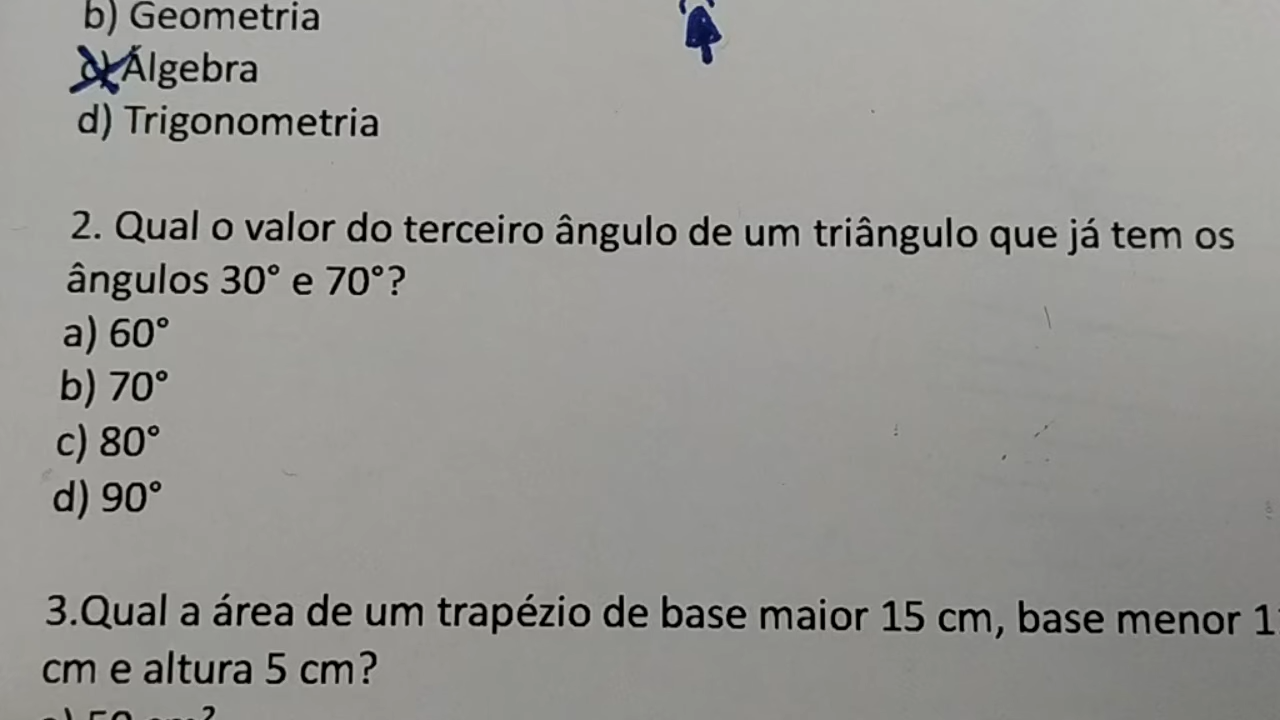 b) Geometria
c) Álgebra
d) Trigonometria
2. Qual o valor do terceiro ângulo de um triângulo que já tem os
ângulos 30° e 70°?
a) 60°
b) 70°
c) 80°
d) 90°
3.Qual a área de um trapézio de base maior 15 cm, base menor
cm e altura 5 cm?